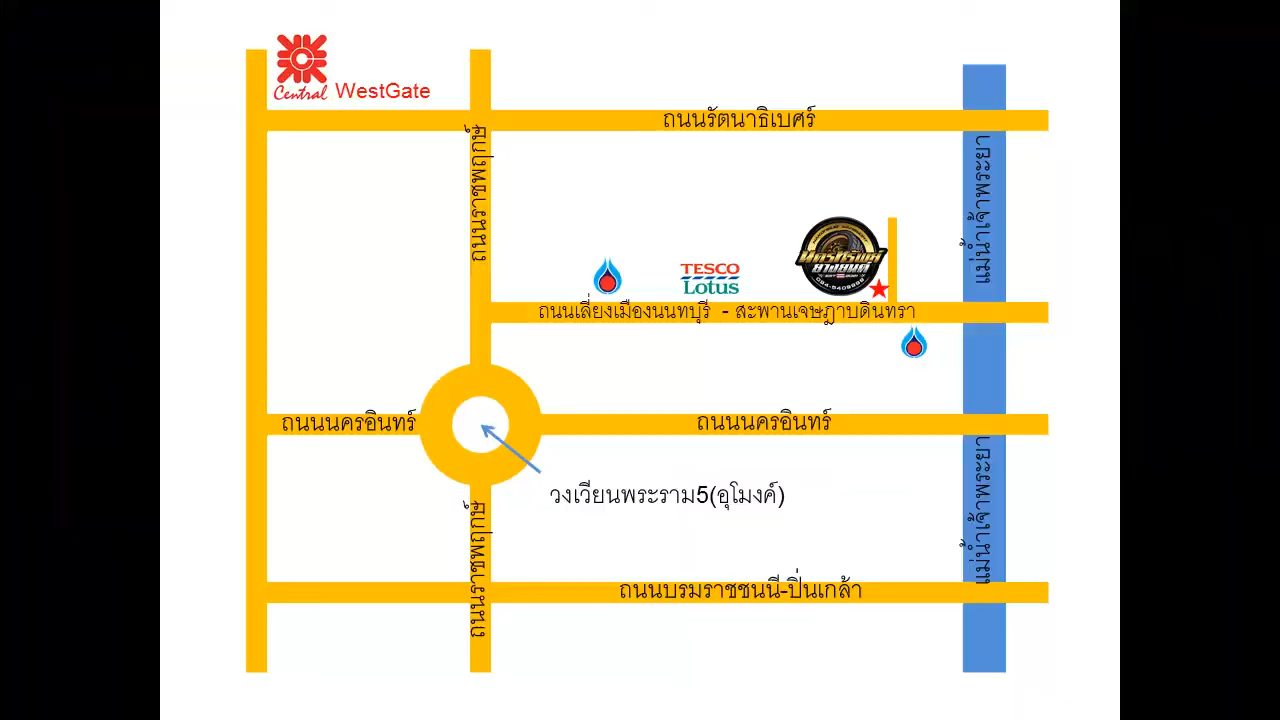 Central WestGate
ถนนรัตนาธิเบศร์
ถนนราชพฤกษ์
แม่น้ำเจ้าพระยา
TESCO
Lotus
ยางยนต์
ถนนเลี่ยงเมืองนนทบุรี - สะพานเจษฎาบดินทรา
ถนนนครอินทร์
ถนนนครอินทร์
วงเวียนพระราม5(อุโมงค์)
ถนนราชพฤกษ์
แม่น้ำเจ้าพระยา
ถนนบรมราชชนนี-ปิ่นเกล้า